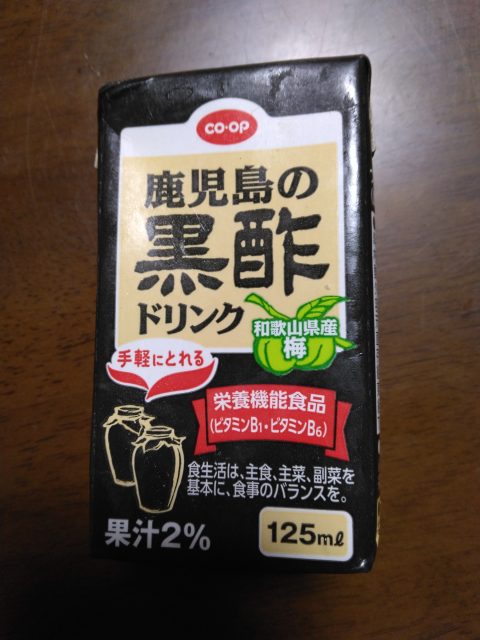 CO·OP
鹿児島の
黒酢
ドリンク
和歌山県産
梅
手軽にとれる
栄養機能食品
(ビタミンB1・ビタミンB6)
食生活は、主食、主菜、副菜を
基本に、食事のバランスを。
果汁2%
125mℓ